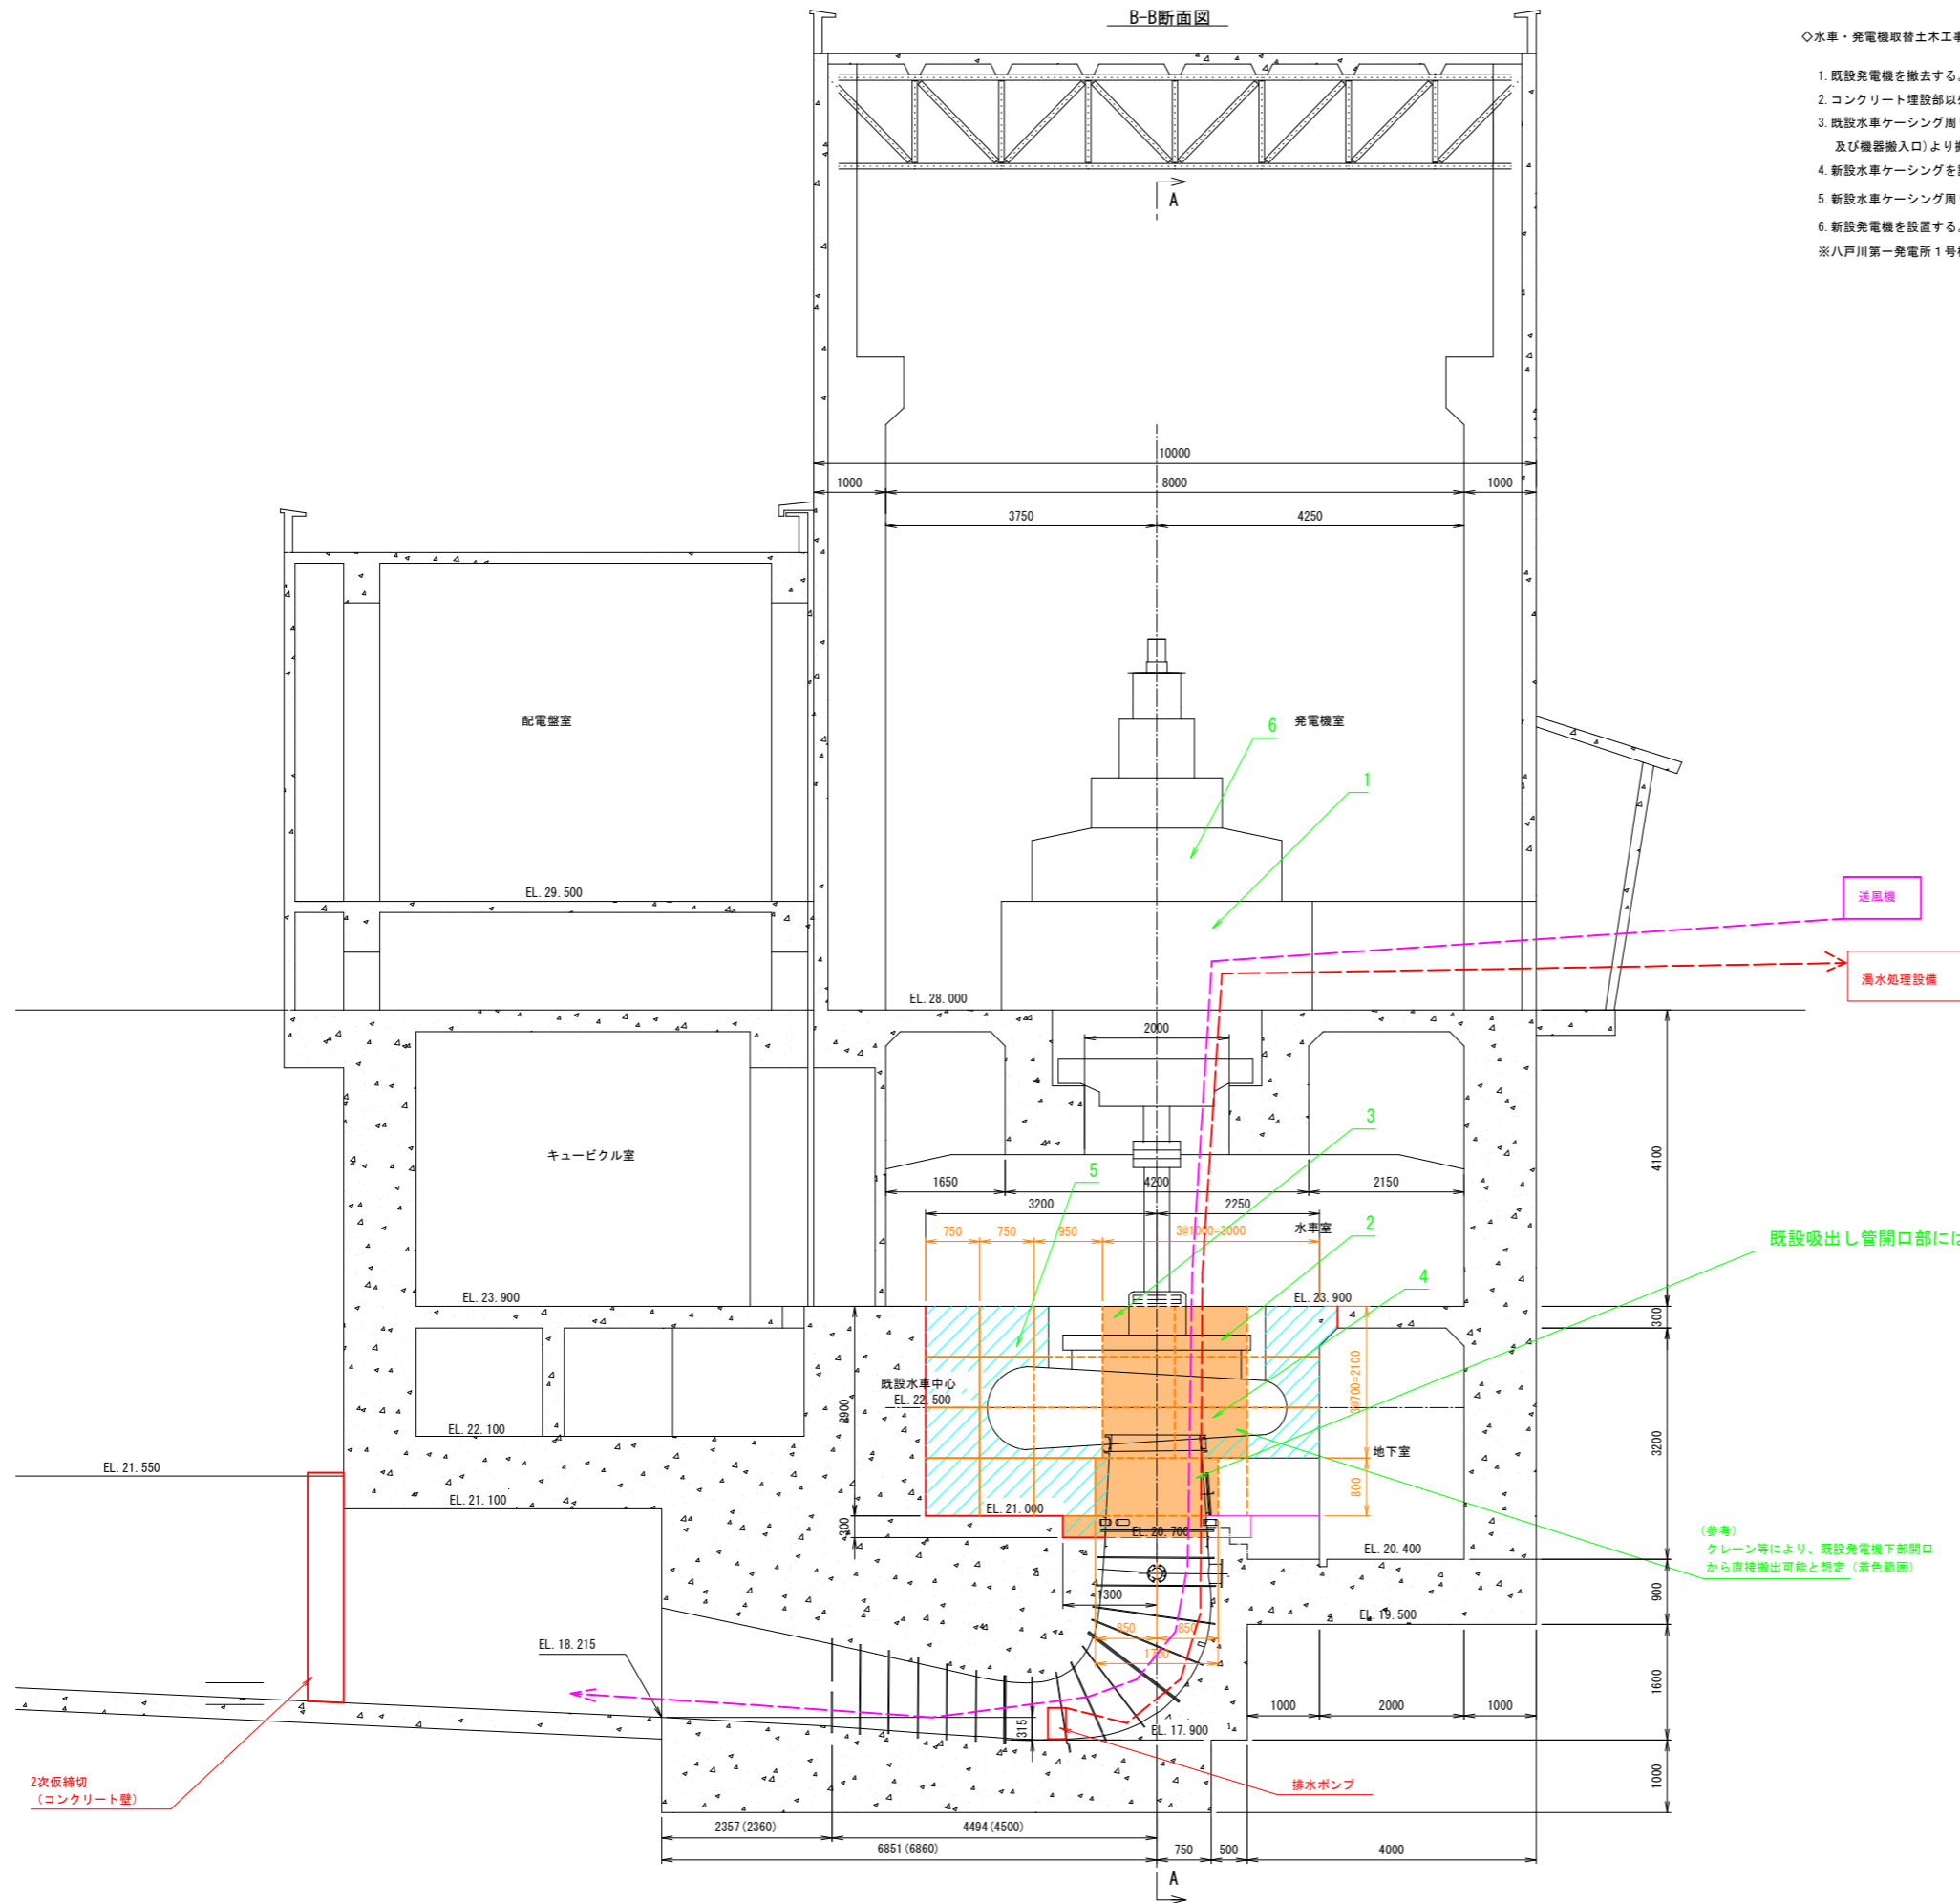 B-B断面図
◇水車・発電機取替土木工事
1. 既設発電機を撤去する。
2. コンクリート埋設部以
3. 既設水車ケーシング周
及び機器搬入口)より搬
4. 新設水車ケーシングを
5. 新設水車ケーシング周
6. 新設発電機を設置する。
※八戸川第一発電所1号
A
10000
1000
8000
1000
3750
4250
配電盤室
発電機室
6
1
EL.29.500
送風機
濁水処理設備
EL.28.000
2000
3
キュービクル室
5
4100
1650
4200
2150
3200
2250
水車室
2
750
750
950
3@1000=3000
既設吸出し管開口部には
4
EL.23.900
EL.23.900
300
既設水車中心
EL.22.500
2900
3@700=2100
EL.22.100
3200
地下室
EL.21.550
800
EL.21.100
EL.21.000
300
EL.20.700
EL.20.400
(参考)
クレーン等により、既設発電機下部開口
から直接搬出可能と想定(着色範囲)
1300
900
EL.19.500
850
850
1700
EL.18.215
1600
1000
2000
1000
315
EL.17.900
2次仮締切
(コンクリート壁)
排水ポンプ
1000
2357(2360)
4494(4500)
6851(6860)
750
500
4000
A